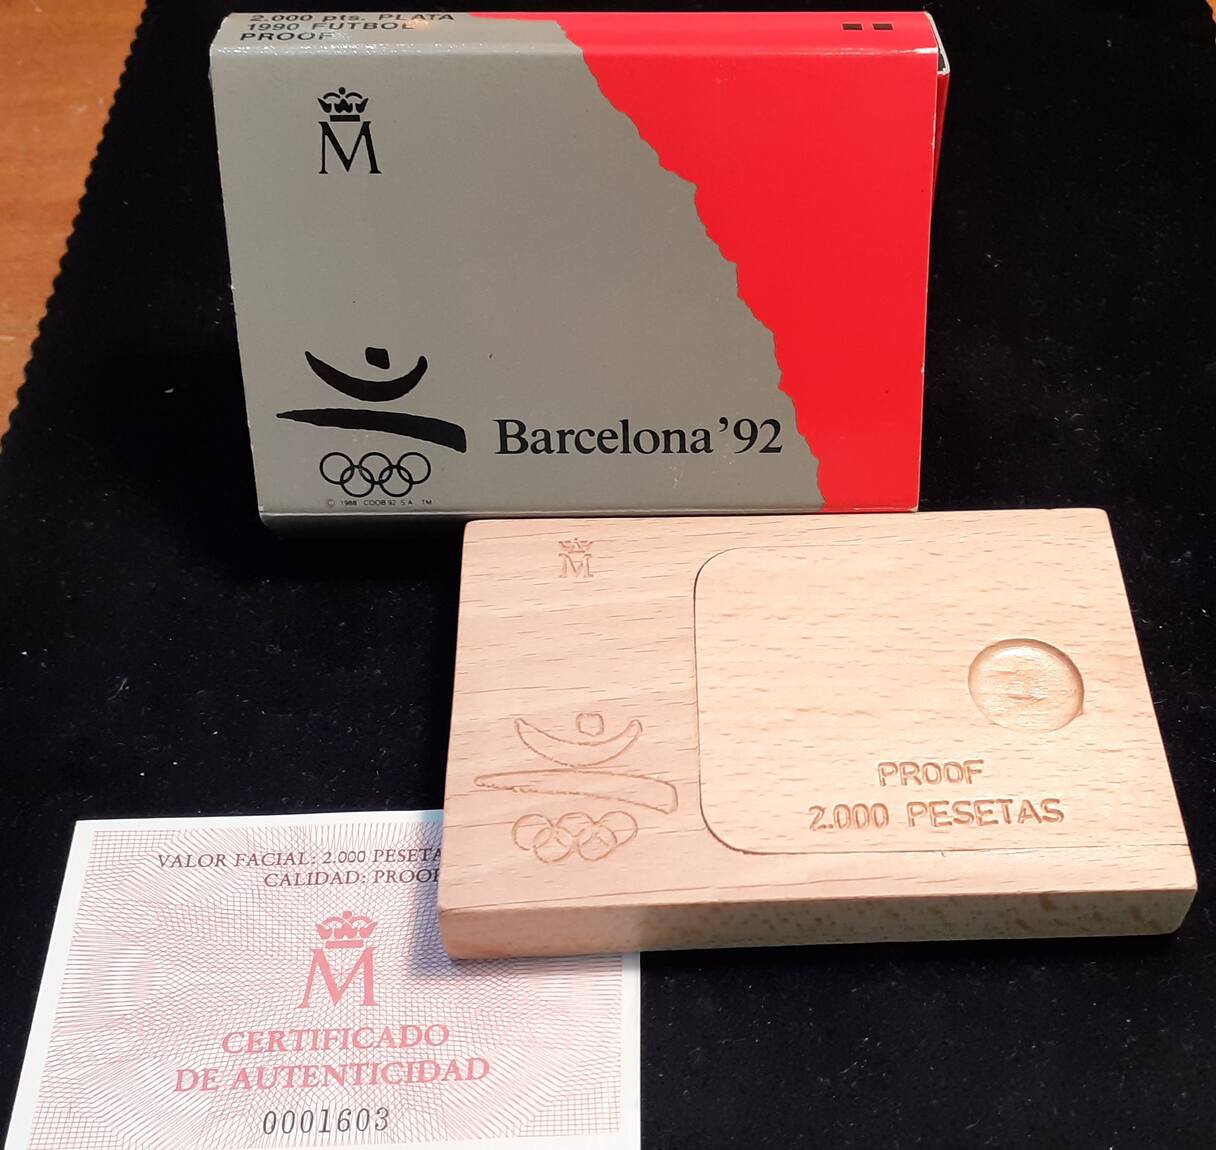 2.000 pts. PLATA
1990 FUTBOL
PROOF
M
Barcelona '92
© 1988 COOB'92 S.A. TM
M
PROOF
2.000 PESETAS
VALOR FACIAL: 2.000
CALIDAD: PROOF
M
CERTIFICADO
DE AUTENTICIDAD
0001603